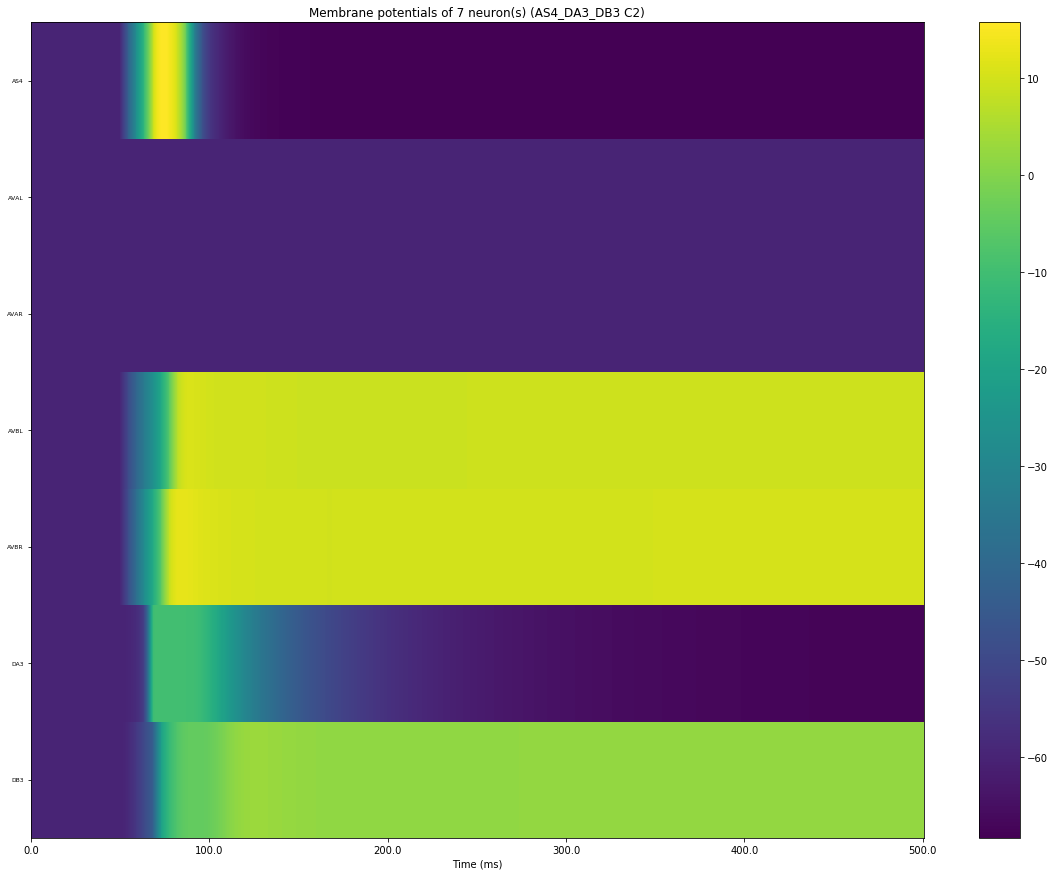 Membrane potentials of 7 neuron(s) (AS4_DA3_DB3 C2)
AS4
AVAL
AVAR
AVBL
AVBR
DA3
DB3
0.0 100.0 200.0 300.0 400.0 500.0
Time (ms)
10
0
−10
−20
−30
−40
−50
−60